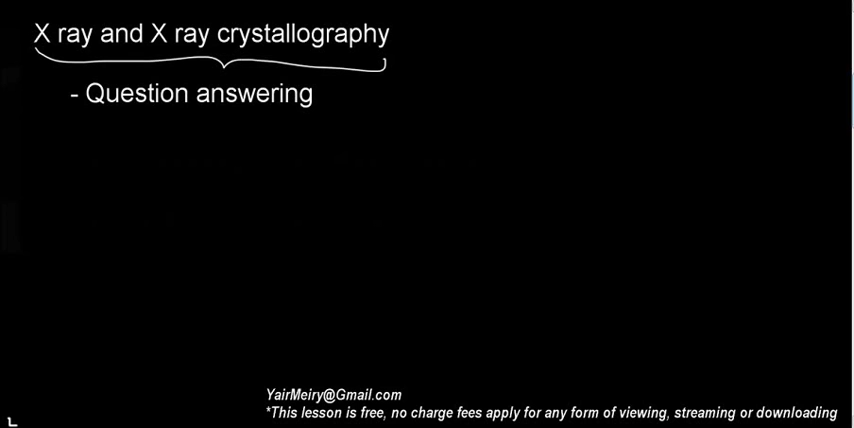 X ray and X ray crystallography
- Question answering
YairMeiry@Gmail.com
*This lesson is free, no charge fees apply for any form of viewing, streaming or downloading